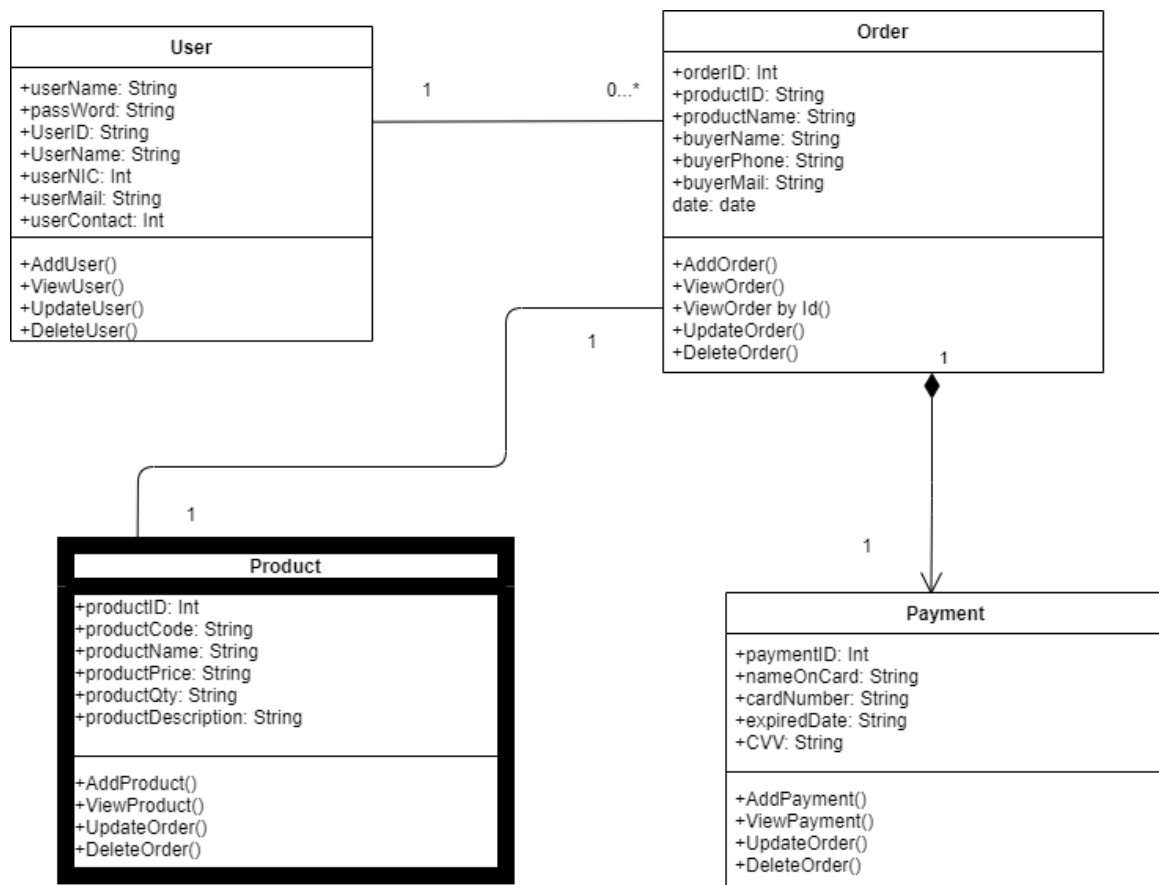 User
+userName: String
+passWord: String
+UserID: String
+UserName: String
+userNIC: Int
+userMail: String
+userContact: Int
+AddUser()
+ViewUser()
+UpdateUser()
+DeleteUser()
1
0...*
Order
+orderID: Int
+productID: String
+productName: String
+buyerName: String
+buyerPhone: String
+buyerMail: String
date: date
+AddOrder()
+ViewOrder()
+ViewOrder by Id()
+UpdateOrder()
+DeleteOrder()
1
1
1
1
Product
+productID: Int
+productCode: String
+productName: String
+productPrice: String
+productQty: String
+productDescription: String
+AddProduct()
+ViewProduct()
+UpdateOrder()
+DeleteOrder()
Payment
+paymentID: Int
+nameOnCard: String
+cardNumber: String
+expiredDate: String
+CVV: String
+AddPayment()
+ViewPayment()
+UpdateOrder()
+DeleteOrder()